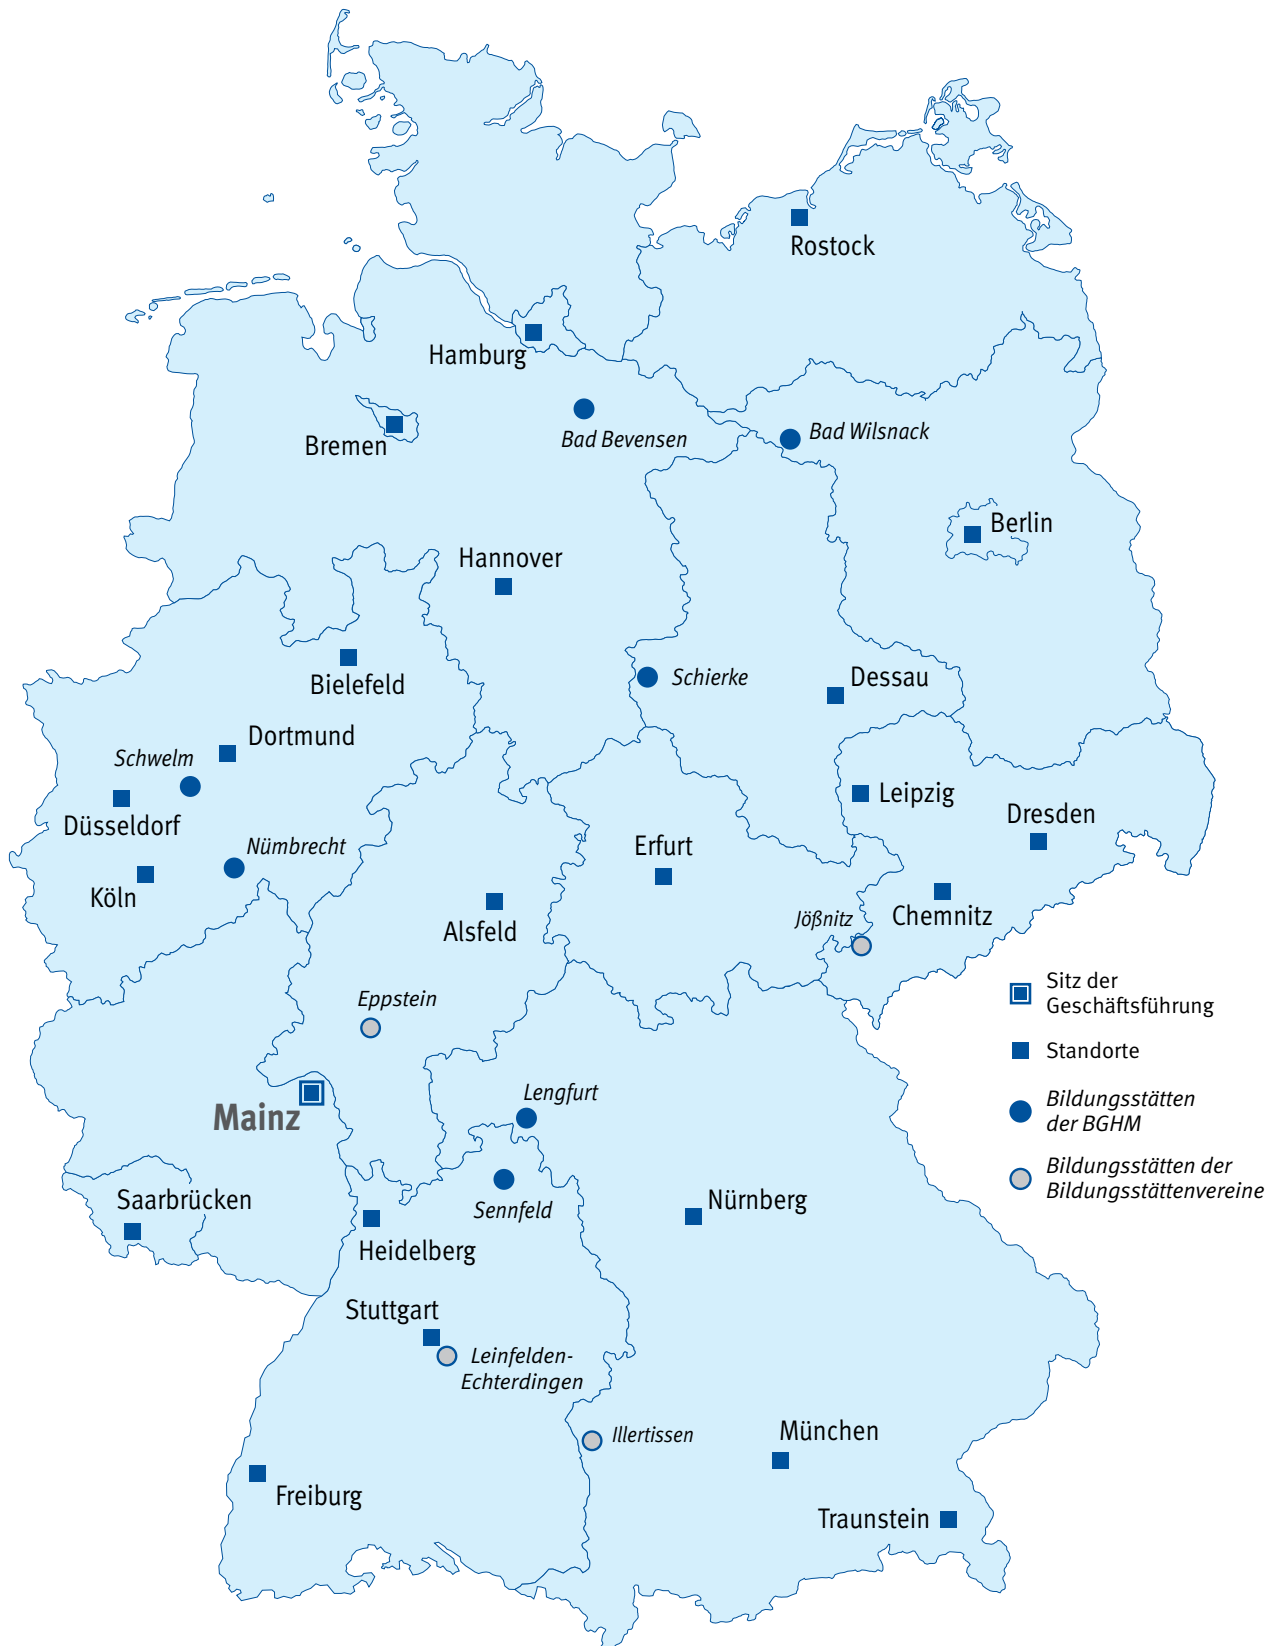 Rostock
Hamburg
Bad Bevensen
Bad Wilsnack
Bremen
Berlin
Hannover
Bielefeld
Schierke
Dessau
Dortmund
Schwelm
Düsseldorf
Leipzig
Dresden
Nümbrecht
Erfurt
Köln
Alsfeld
Jößnitz
Chemnitz
Eppstein
Sitz der
Geschäftsführung
Standorte
Mainz
Lengfurt
Bildungsstätten
der BGHM
Bildungsstätten der
Bildungsstättenvereine
Saarbrücken
Sennfeld
Nürnberg
Heidelberg
Stuttgart
Leinfelden-
Echterdingen
Illertissen
München
Freiburg
Traunstein